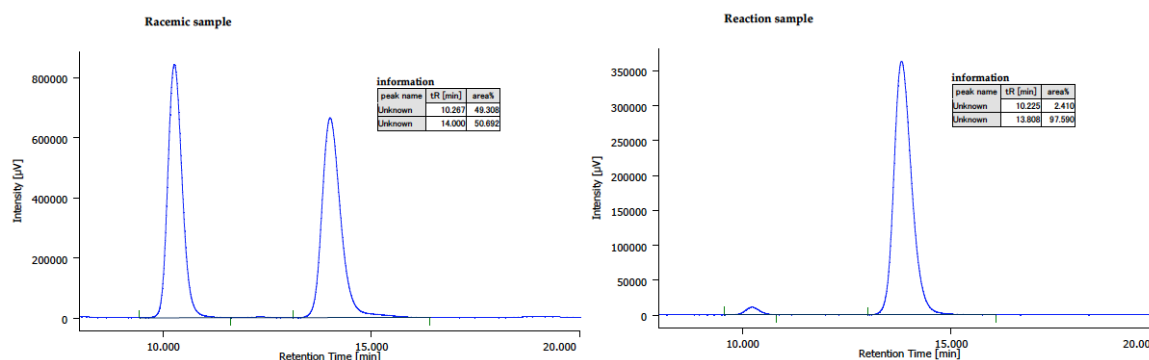 Racemic sample
800000
600000
400000
200000
0
Intensity [µV]
10.000 15.000 20.000
Retention Time [min]
information
peak name tR [min] area%
Unknown 10.267 49.308
Unknown 14.000 50.692
Reaction sample
350000
300000
250000
200000
150000
100000
50000
0
Intensity [µV]
10.000 15.000 20.000
Retention Time [min]
information
peak name tR [min] area%
Unknown 10.225 2.410
Unknown 13.808 97.590